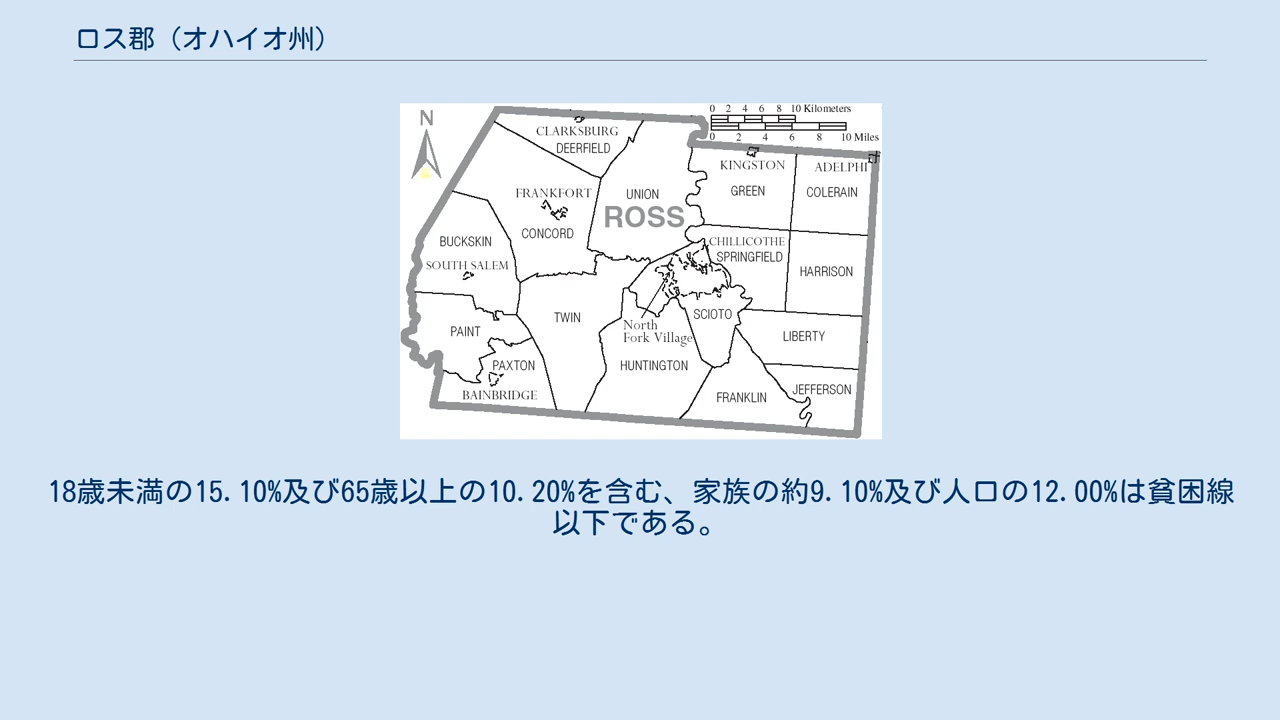 ロス郡（オハイオ州）
N
0 2 4 6 8 10 Kilometers
0 2 4 6 8 10 Miles
CLARKSBURG
DEERFIELD
KINGSTON
ADELPHI
GREEN
COLERAIN
FRANKFORT
UNION
ROSS
CONCORD
BUCKSKIN
CHILLICOTHE
SPRINGFIELD
SOUTH SALEM
HARRISON
TWIN
SCIOTO
North
Fork Village
PAINT
LIBERTY
PAXTON
HUNTINGTON
BAINBRIDGE
FRANKLIN
JEFFERSON
18歳未満の15.10%及び65歳以上の10.20%を含む、家族の約9.10%及び人口の12.00%は貧困線
以下である。